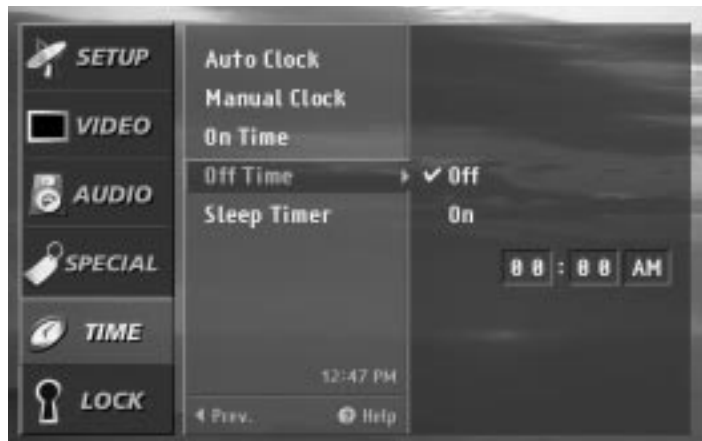 SETUP
VIDEO
AUDIO
SPECIAL
TIME
LOCK
Auto Clock
Manual Clock
On Time
Off Time
Sleep Timer
12:47 PM
Prev. Help
✔ Off
On
00:00 AM